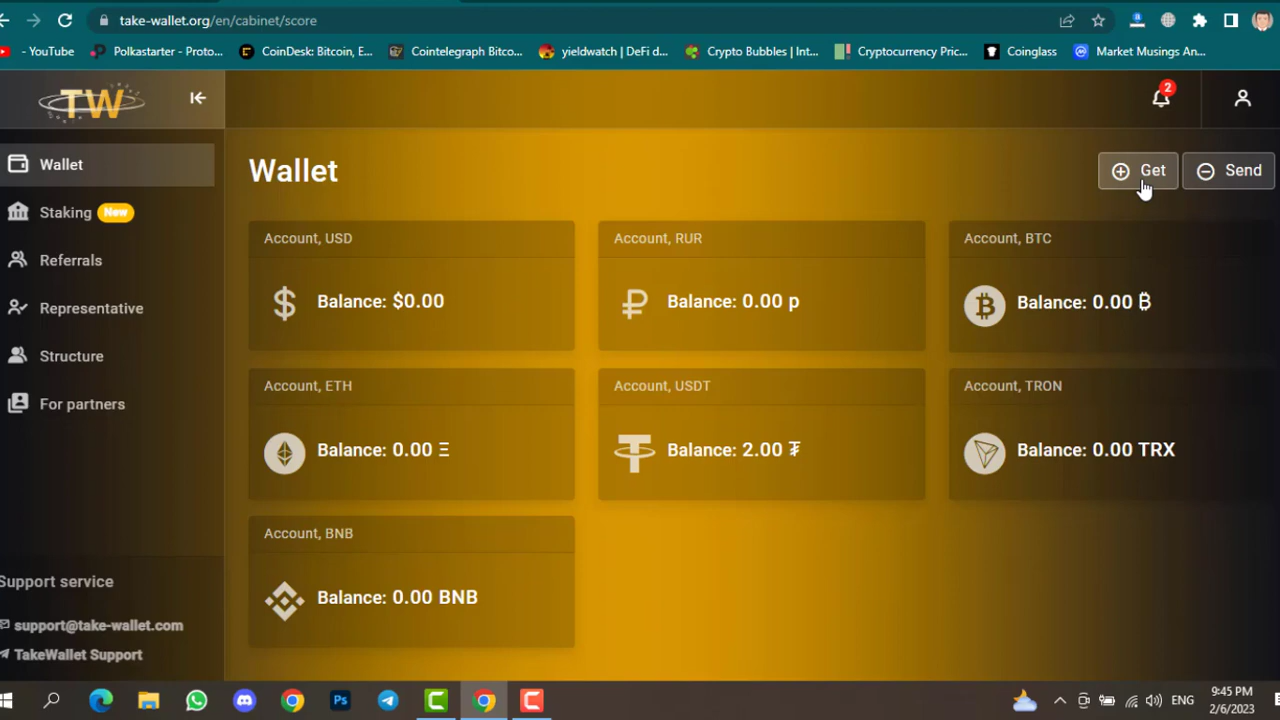 take-wallet.org/en/cabinet/score
- YouTube
Polkastarter - Proto...
CoinDesk: Bitcoin, E...
Cointelegraph Bitco...
yieldwatch | DeFi d...
Crypto Bubbles | Int...
Cryptocurrency Pric...
Coinglass
Market Musings An...
TW
2
Wallet
Staking New
Referrals
Representative
Structure
For partners
Support service
support@take-wallet.com
TakeWallet Support
Wallet
Get
Send
Account, USD
Balance: $0.00
Account, RUR
Balance: 0.00 р
Account, BTC
Balance: 0.00 ₿
Account, ETH
Balance: 0.00 Ξ
Account, USDT
Balance: 2.00 ₮
Account, TRON
Balance: 0.00 TRX
Account, BNB
Balance: 0.00 BNB
ENG
9:45 PM
2/6/2023